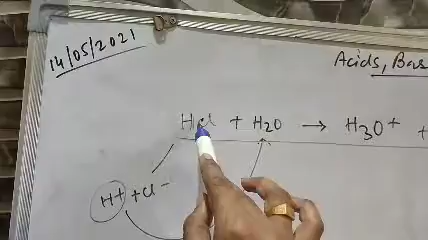 14/05/2021
Acids, Bas
HCl + H2O → H3O+ +
H+ + Cl-